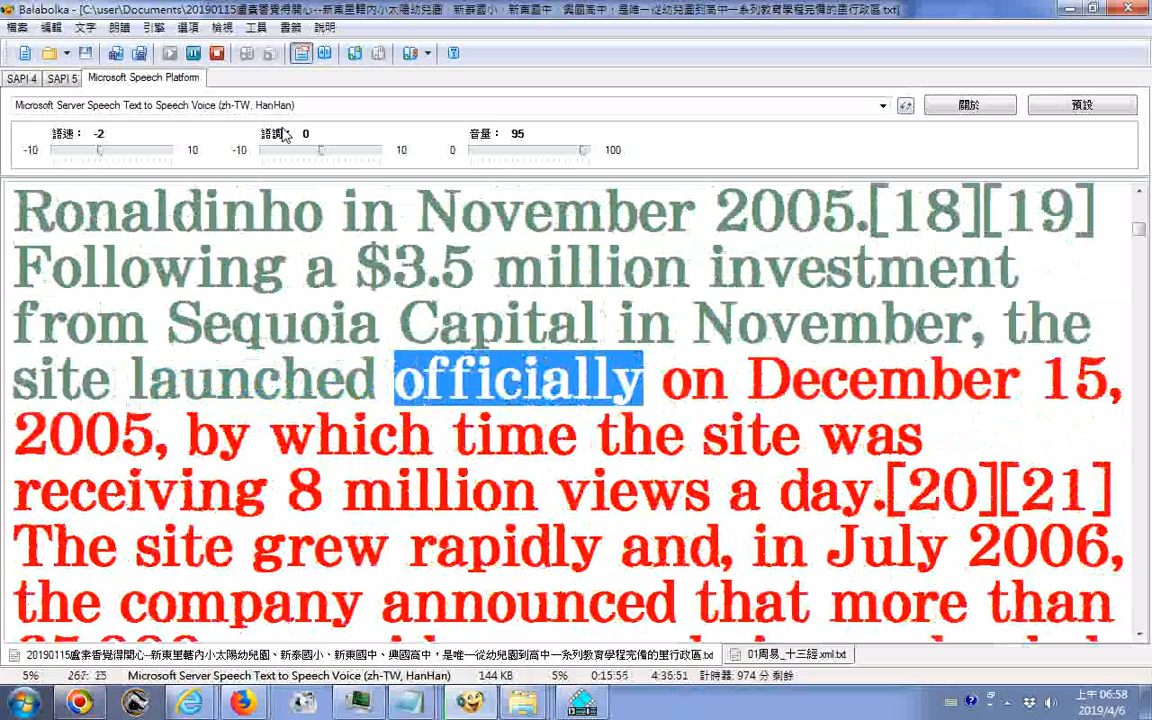 Balabolka - [C:\user\Documents\20190115盧素香覺得開心--新東里轄內小太陽幼兒園、新泰國小、新東國中、興國高中，是唯一從幼兒園到高中一系列教育學程完備的里行政區.txt]
檔案 編輯 文字 朗讀 引擎 選項 檢視 工具 書籤 說明
SAPI 4 SAPI 5 Microsoft Speech Platform
Microsoft Server Speech Text to Speech Voice (zh-TW, HanHan) 關於 預設
語速： -2 語調： 0 音量： 95
-10 10 -10 10 0 100
Ronaldinho in November 2005.[18][19]
Following a $3.5 million investment
from Sequoia Capital in November, the
site launched officially on December 15,
2005, by which time the site was
receiving 8 million views a day.[20][21]
The site grew rapidly and, in July 2006,
the company announced that more than
20190115盧素香覺得開心--新東里轄內小太陽幼兒園、新泰國小、新東國中、興國高中，是唯一從幼兒園到高中一系列教育學程完備的里行政區.txt 01周易_十三經.xml.txt
5% 267: 15 Microsoft Server Speech Text to Speech Voice (zh-TW, HanHan) 144 KB 5% 0:15:56 4:36:51 計時器: 974 分 剩餘
上午 06:58
2019/4/6